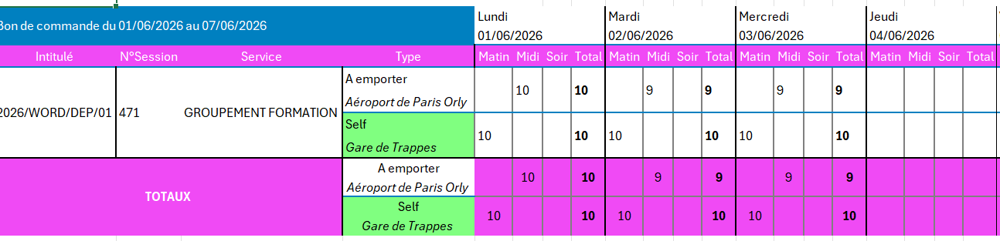 Bon de commande du 01/06/2026 au 07/06/2026
Lundi
01/06/2026
Mardi
02/06/2026
Mercredi
03/06/2026
Jeudi
04/06/2026
Intitulé N°Session Service Type Matin Midi Soir Total Matin Midi Soir Total Matin Midi Soir Total Matin Midi Soir Total
2026/WORD/DEP/01 471 GROUPEMENT FORMATION
A emporter
Aéroport de Paris Orly
10 10 9 9 9 9
Self
Gare de Trappes
10 10 10 10 10 10
TOTAUX
A emporter
Aéroport de Paris Orly
10 10 9 9 9 9
Self
Gare de Trappes
10 10 10 10 10 10